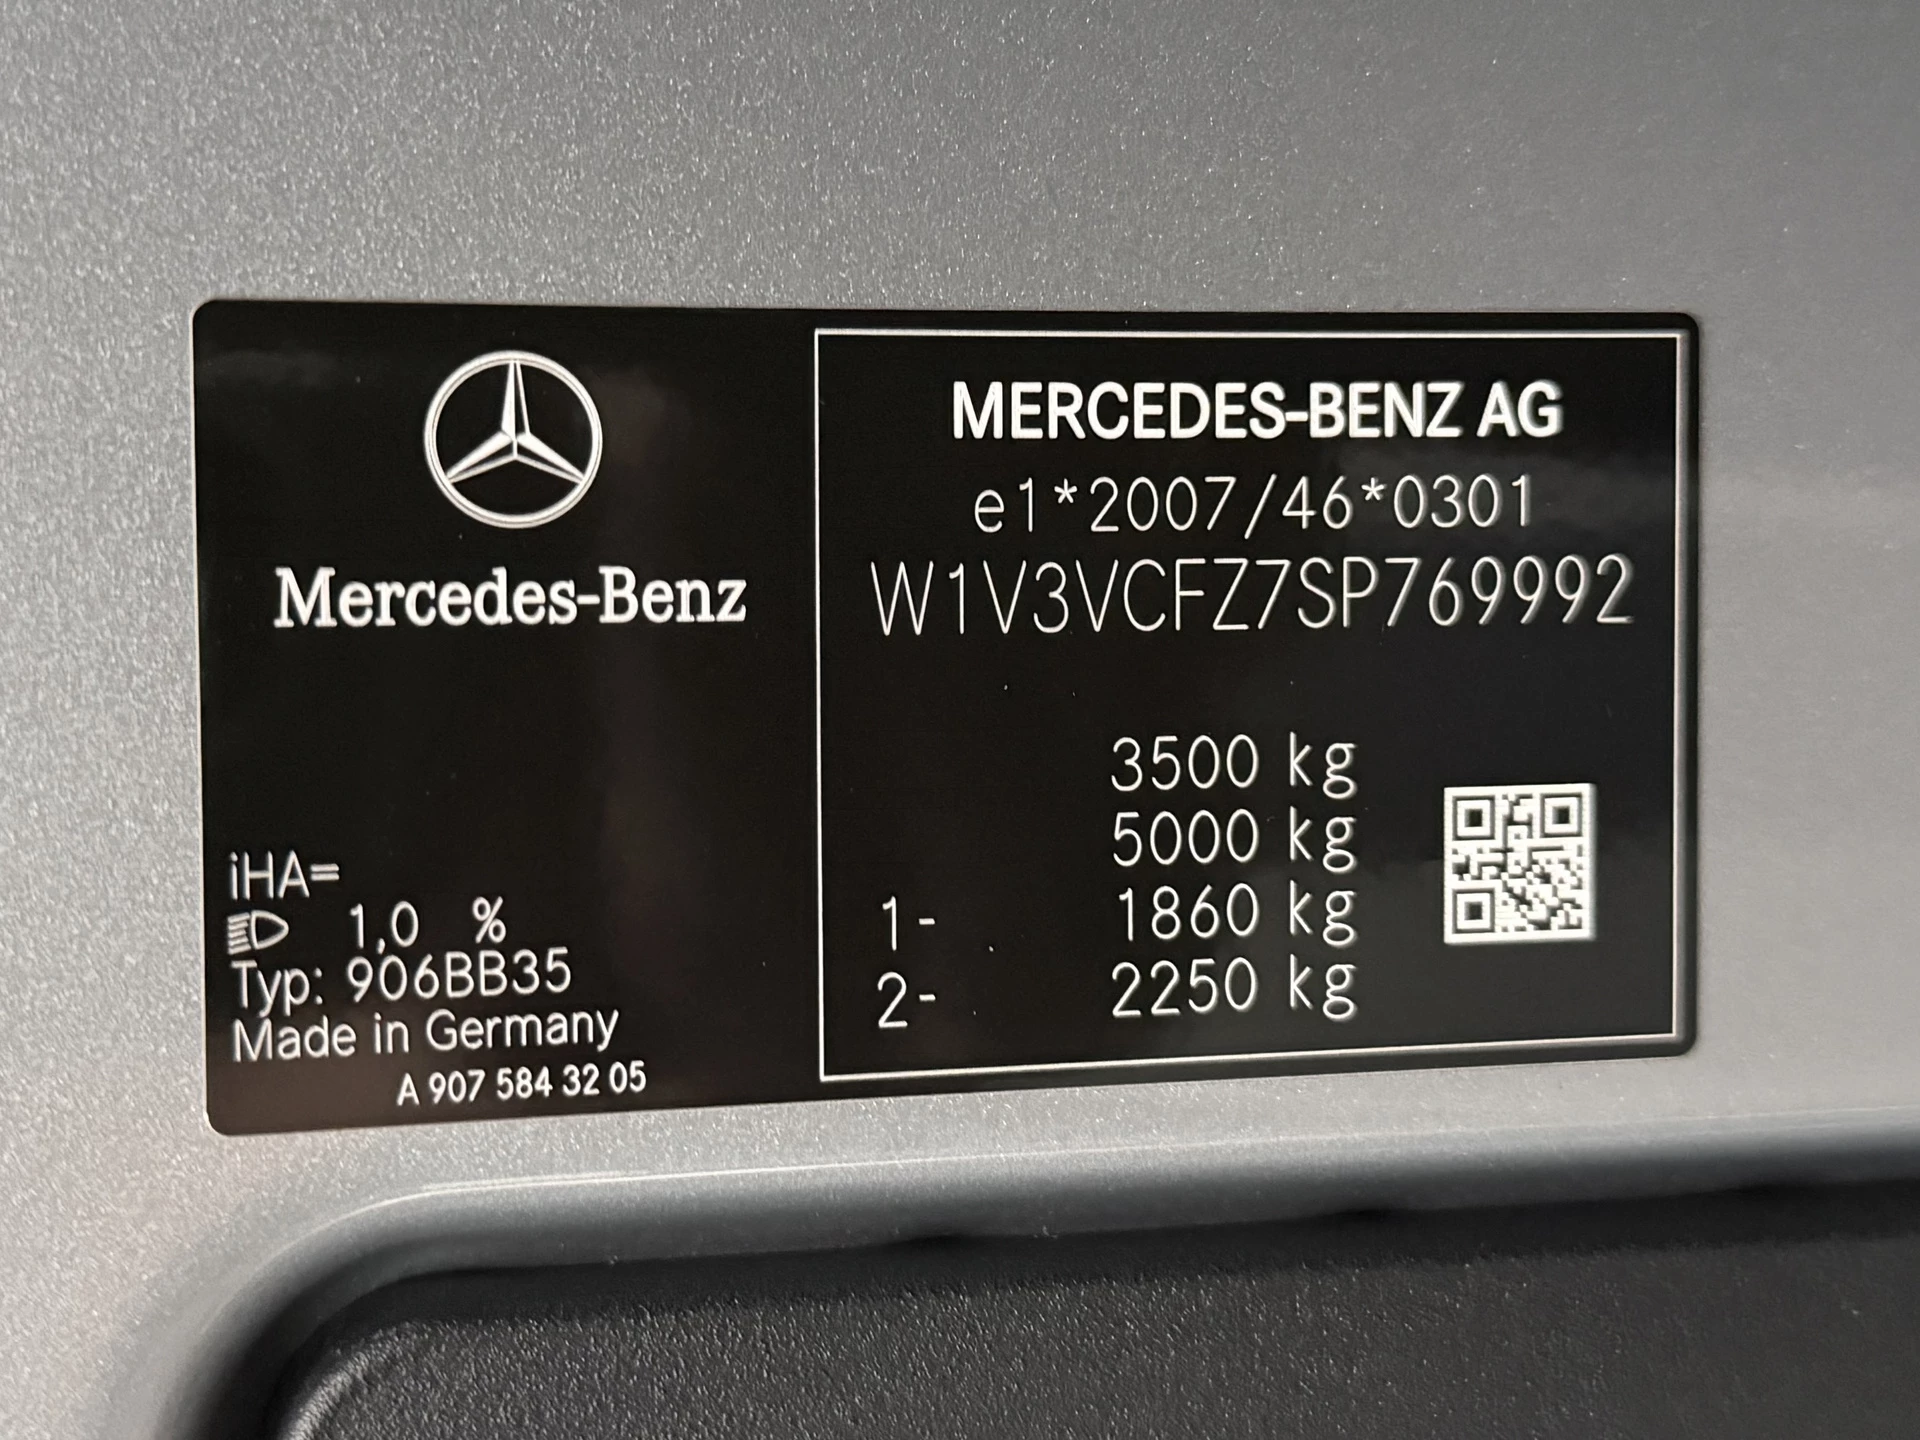 Mercedes-Benz
iHA=
1,0 %
Typ: 906BB35
Made in Germany
A 907 584 32 05
MERCEDES-BENZ AG
e1*2007/46*0301
W1V3VCFZ7SP769992
3500 kg
5000 kg
1- 1860 kg
2- 2250 kg